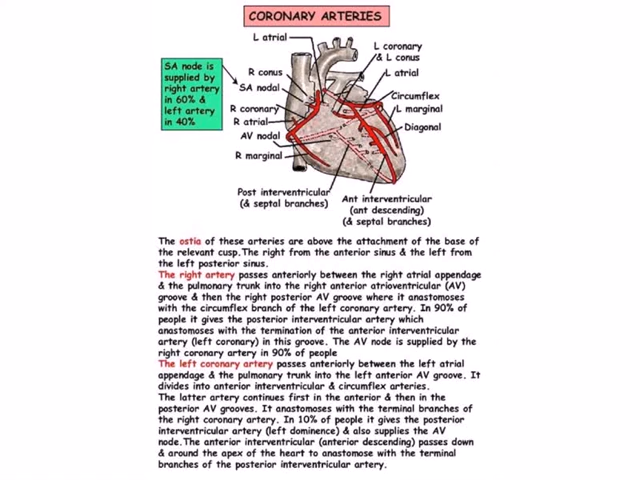 CORONARY ARTERIES
L atrial
L coronary
& L conus
L atrial
Circumflex
L marginal
Diagonal
SA node is
supplied by
right artery
in 60% &
left artery
in 40%
R conus
SA nodal
R coronary
R atrial
AV nodal
R marginal
Post interventricular
(& septal branches)
Ant interventricular
(ant descending)
(& septal branches)
The ostia of these arteries are above the attachment of the base of
the relevant cusp. The right from the anterior sinus & the left from
the left posterior sinus.
The right artery passes anteriorly between the right atrial appendage
& the pulmonary trunk into the right anterior atrioventricular (AV)
groove & then the right posterior AV groove where it anastomoses
with the circumflex branch of the left coronary artery. In 90% of
people it gives the posterior interventricular artery which
anastomoses with the termination of the anterior interventricular
artery (left coronary) in this groove. The AV node is supplied by the
right coronary artery in 90% of people
The left coronary artery passes anteriorly between the left atrial
appendage & the pulmonary trunk into the left anterior AV groove. It
divides into anterior interventricular & circumflex arteries.
The latter artery continues first in the anterior & then in the
posterior AV grooves. It anastomoses with the terminal branches of
the right coronary artery. In 10% of people it gives the posterior
interventricular artery (left dominence) & also supplies the AV
node. The anterior interventricular (anterior descending) passes down
& around the apex of the heart to anastomose with the terminal
branches of the posterior interventricular artery.